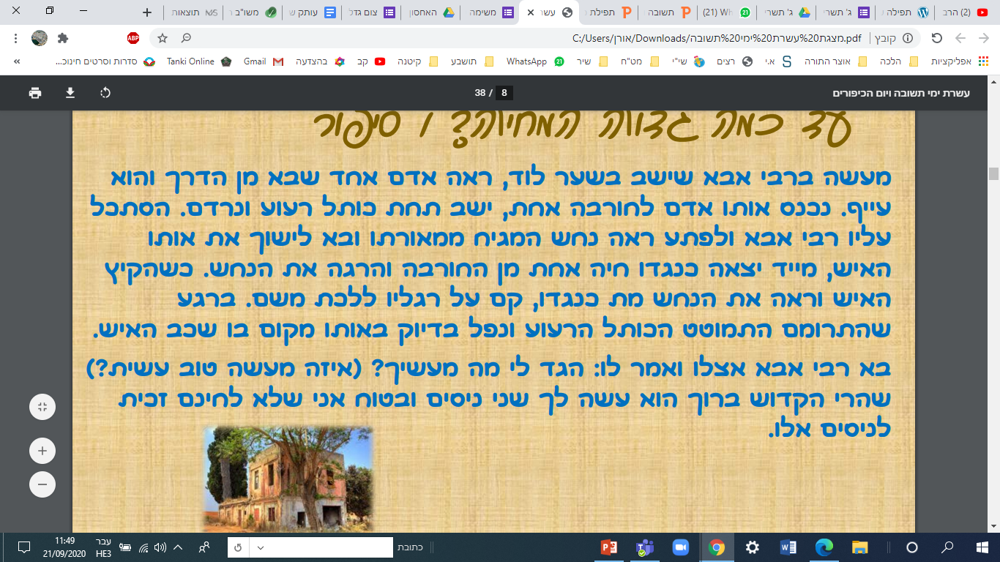 (2) הרב
תפילה ע
ג' תשרי
ג' תשרי
(21) Wh
תשובה
תפילת כ
עשר
משימה
האחסון
צום גדל
עותק ש
משו"ב ר
תוצאות
קובץ | C:/Users/אורן/Downloads/מצגת%20עשרת%20ימי%20תשובה.pdf
ABP
אפליקציות הלכה אוצר התורה א.י רצים שי"י מט"ח שיר WhatsApp תושבע קיטנה קב בהצדעה Gmail Tanki Online סדרות וסרטים חינוכ... »
עשרת ימי תשובה ויום הכיפורים
8 / 38
עד כמה גדולה המחילה? ו סיפור
מעשה ברבי אבא שישב בשער לוד, ראה אדם אחד שבא מן הדרך והוא
עייף. נכנס אותו אדם לחורבה אחת, ישב תחת כותל רעוע ונרדם. הסתכל
עליו רבי אבא ולפתע ראה נחש המגיח ממאורתו ובא לישוך את אותו
האיש, מייד יצאה כנגדו חיה אחת מן החורבה והרגה את הנחש. כשהקיץ
האיש וראה את הנחש מת כנגדו, קם על רגליו ללכת משם. ברגע
שהתרומם התמוטט הכותל הרעוע ונפל בדיוק באותו מקום בו שכב האיש.
בא רבי אבא אצלו ואמר לו: הגד לי מה מעשיך? (איזה מעשה טוב עשית?)
שהרי הקדוש ברוך הוא עשה לך שני ניסים ובטוח אני שלא לחינם זכית
לניסים אלו.
כתובת
עבר
HE3
11:49
21/09/2020